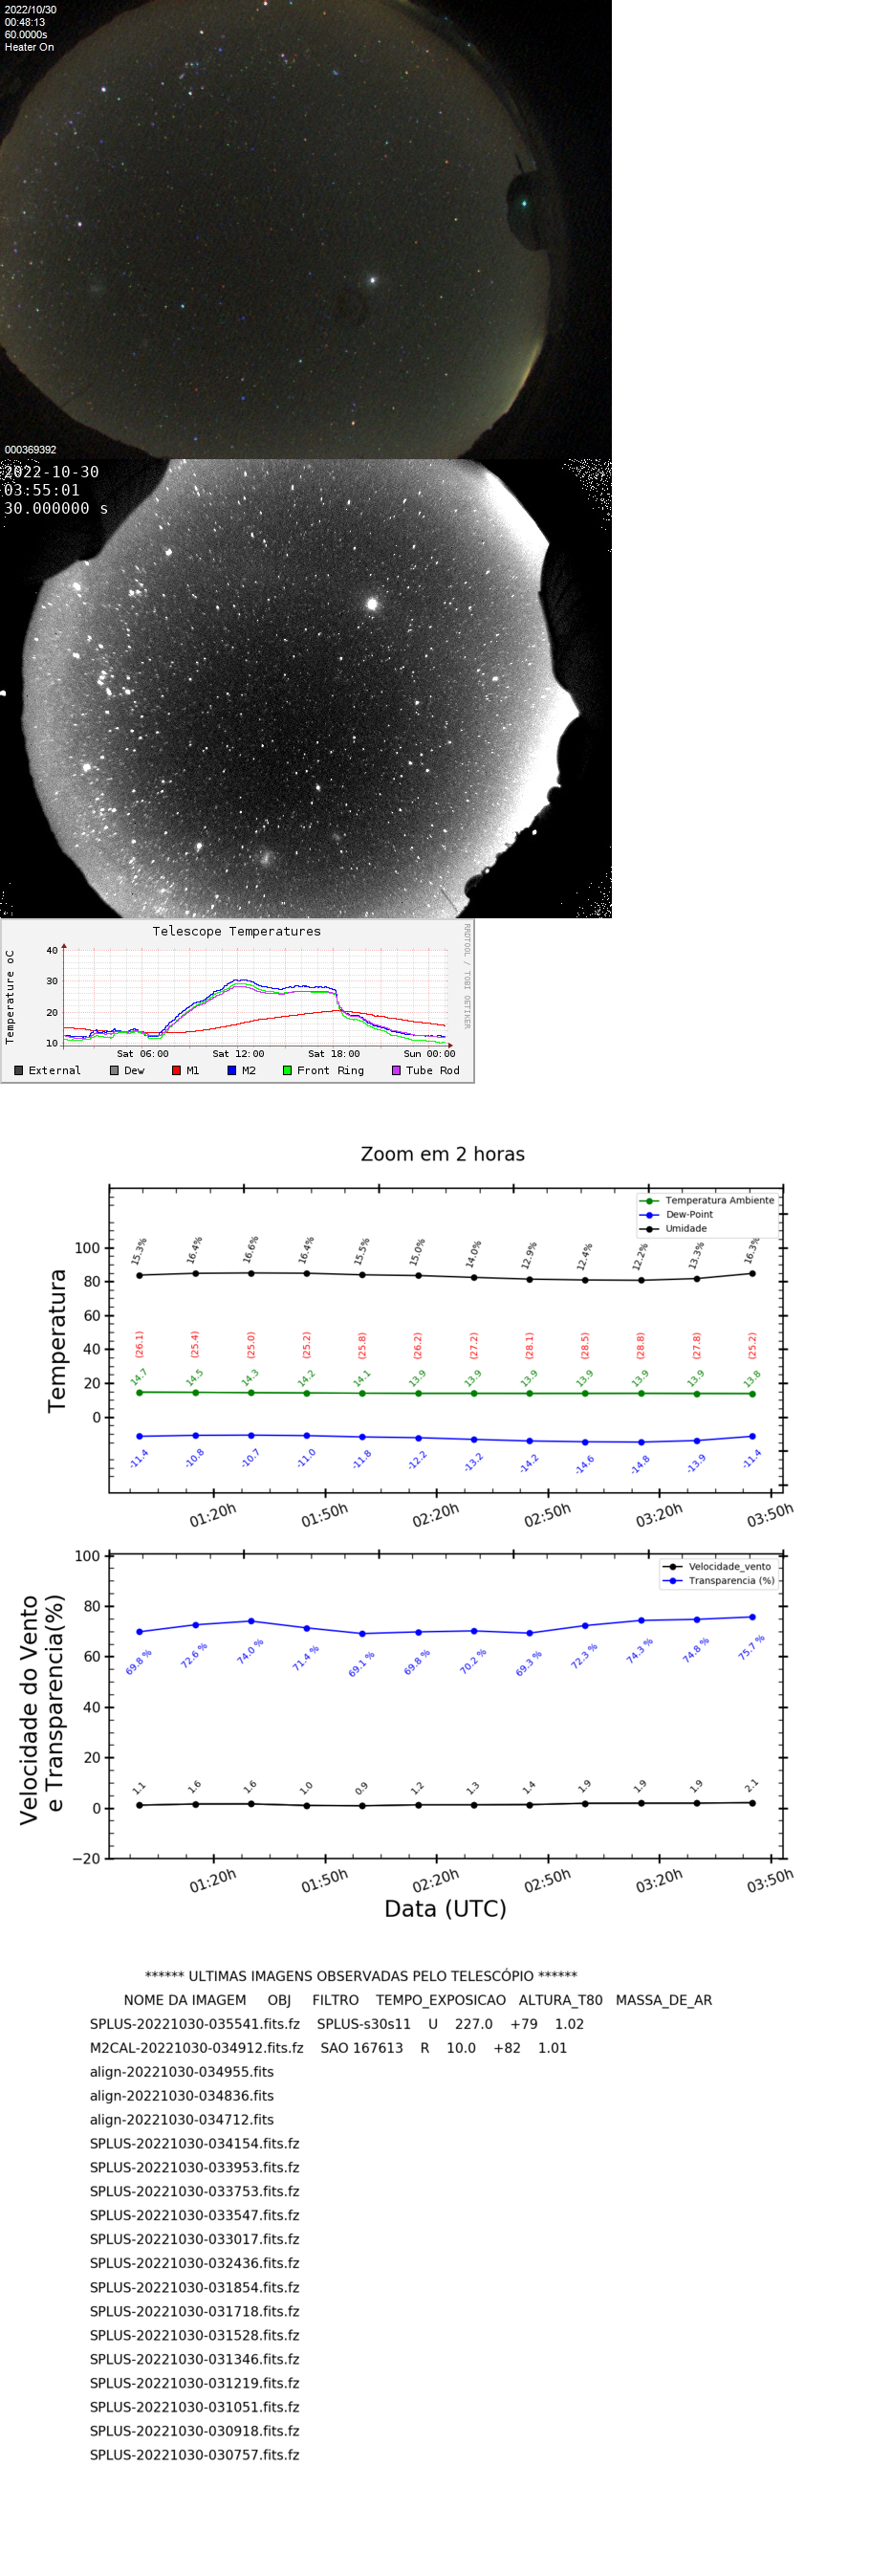 2022/10/30
00:48:13
60.0000s
Heater On
000369392
2022-10-30
03:55:01
30.000000 s
Telescope Temperatures
RRDTOOL / TOBI OETIKER
Temperature oC
40
30
20
10
Sat 06:00 Sat 12:00 Sat 18:00 Sun 00:00
External Dew M1 M2 Front Ring Tube Rod
Zoom em 2 horas
Temperatura Ambiente
Dew-Point
Umidade
Temperatura
100
80
60
40
20
0
15.3% 16.4% 16.6% 16.4% 15.5% 15.0% 14.0% 12.9% 12.4% 12.2% 13.3% 16.3%
(26.1) (25.4) (25.0) (25.2) (25.8) (26.2) (27.2) (28.1) (28.5) (28.8) (27.8) (25.2)
14.7 14.5 14.3 14.2 14.1 13.9 13.9 13.9 13.9 13.9 13.9 13.8
-11.4 -10.8 -10.7 -11.0 -11.8 -12.2 -13.2 -14.2 -14.6 -14.8 -13.9 -11.4
01:20h 01:50h 02:20h 02:50h 03:20h 03:50h
Velocidade_vento
Transparencia (%)
Velocidade do Vento
e Transparencia(%)
100
80
60
40
20
0
−20
69.8 % 72.6 % 74.0 % 71.4 % 69.1 % 69.8 % 70.2 % 69.3 % 72.3 % 74.3 % 74.8 % 75.7 %
1.1 1.6 1.6 1.0 0.9 1.2 1.3 1.4 1.9 1.9 1.9 2.1
01:20h 01:50h 02:20h 02:50h 03:20h 03:50h
Data (UTC)
****** ULTIMAS IMAGENS OBSERVADAS PELO TELESCÓPIO ******
NOME DA IMAGEM OBJ FILTRO TEMPO_EXPOSICAO ALTURA_T80 MASSA_DE_AR
SPLUS-20221030-035541.fits.fz SPLUS-s30s11 U 227.0 +79 1.02
M2CAL-20221030-034912.fits.fz SAO 167613 R 10.0 +82 1.01
align-20221030-034955.fits
align-20221030-034836.fits
align-20221030-034712.fits
SPLUS-20221030-034154.fits.fz
SPLUS-20221030-033953.fits.fz
SPLUS-20221030-033753.fits.fz
SPLUS-20221030-033547.fits.fz
SPLUS-20221030-033017.fits.fz
SPLUS-20221030-032436.fits.fz
SPLUS-20221030-031854.fits.fz
SPLUS-20221030-031718.fits.fz
SPLUS-20221030-031528.fits.fz
SPLUS-20221030-031346.fits.fz
SPLUS-20221030-031219.fits.fz
SPLUS-20221030-031051.fits.fz
SPLUS-20221030-030918.fits.fz
SPLUS-20221030-030757.fits.fz